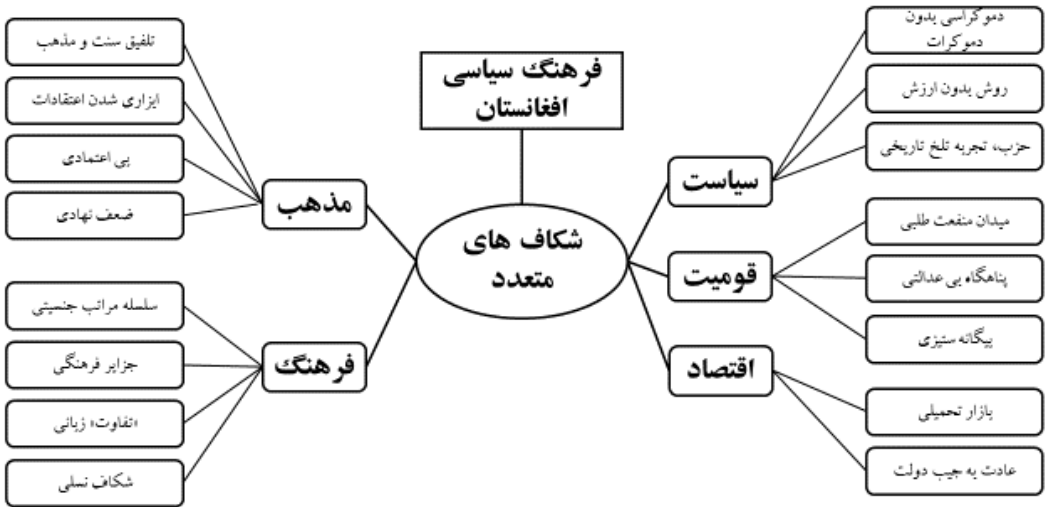 فرهنگ سیاسی
افغانستان
شکاف های
متعدد
سیاست
دموکراسی بدون
دموکرات
روش بدون ارزش
حزب، تجربه تلخ تاریخی
قومیت
میدان منفعت طلبی
پناهگاه بی عدالتی
بیگانه ستیزی
اقتصاد
بازار تحمیلی
عادت به جیب دولت
مذهب
تلفیق سنت و مذهب
ابزاری شدن اعتقادات
بی اعتمادی
ضعف نهادی
فرهنگ
سلسله مراتب جنسیتی
جزایر فرهنگی
«تفاوت» زبانی
شکاف نسلی